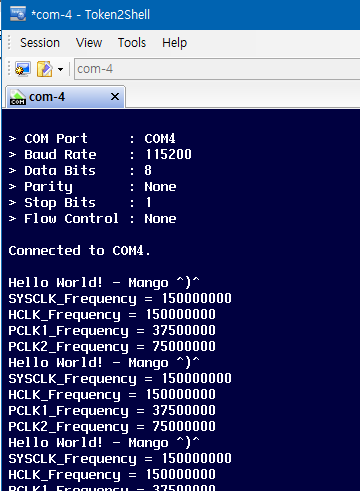 *com-4 - Token2Shell
Session View Tools Help
com-4
COM com-4
> COM Port : COM4
> Baud Rate : 115200
> Data Bits : 8
> Parity : None
> Stop Bits : 1
> Flow Control : None
Connected to COM4.
Hello World! - Mango ^)^
SYSCLK_Frequency = 150000000
HCLK_Frequency = 150000000
PCLK1_Frequency = 37500000
PCLK2_Frequency = 75000000
Hello World! - Mango ^)^
SYSCLK_Frequency = 150000000
HCLK_Frequency = 150000000
PCLK1_Frequency = 37500000
PCLK2_Frequency = 75000000
Hello World! - Mango ^)^
SYSCLK_Frequency = 150000000
HCLK_Frequency = 150000000
PCLK1_Frequency = 37500000